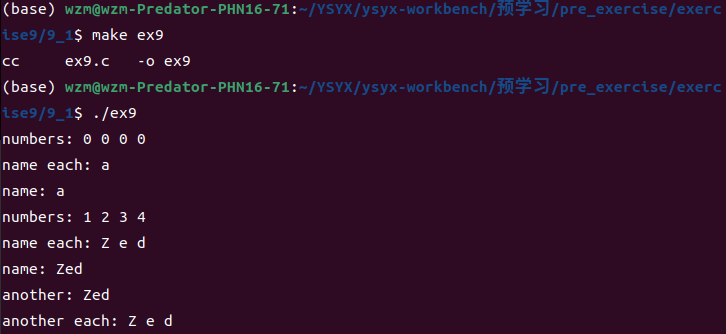 (base) wzm@wzm-Predator-PHN16-71:~/YSYX/ysyx-workbench/预学习/pre_exercise/exerc
ise9/9_1$ make ex9
cc     ex9.c   -o ex9
(base) wzm@wzm-Predator-PHN16-71:~/YSYX/ysyx-workbench/预学习/pre_exercise/exerc
ise9/9_1$ ./ex9
numbers: 0 0 0 0
name each: a
name: a
numbers: 1 2 3 4
name each: Z e d
name: Zed
another: Zed
another each: Z e d